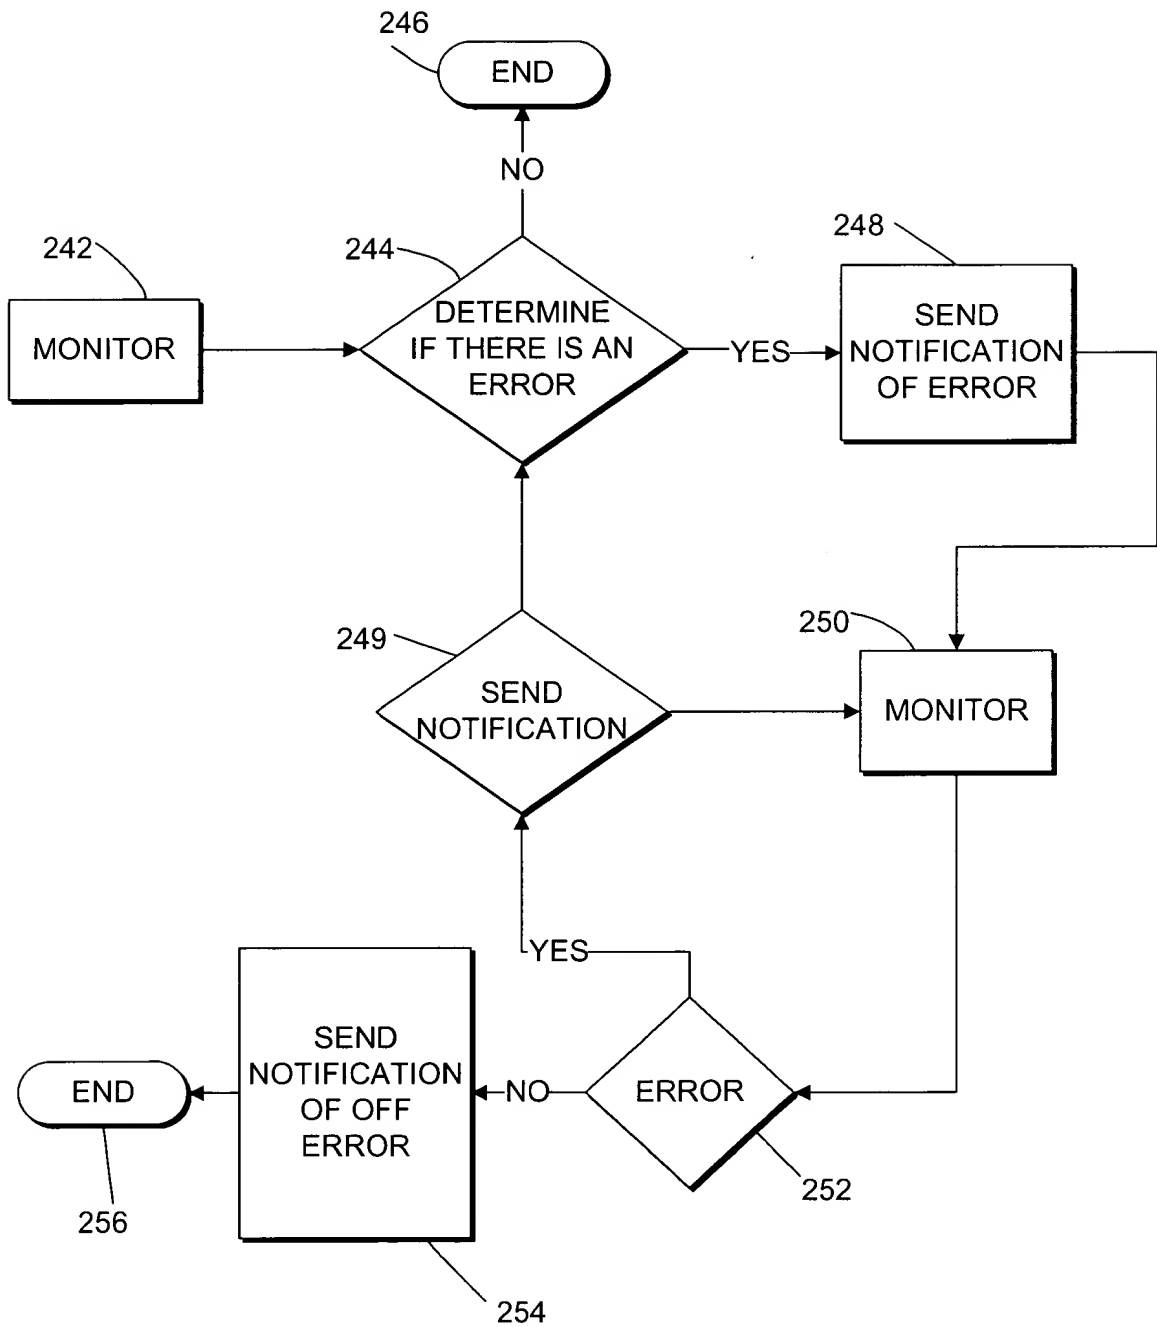 246
END
NO
242
244
248
MONITOR
DETERMINE
IF THERE IS AN
ERROR
YES
SEND
NOTIFICATION
OF ERROR
249
250
SEND
NOTIFICATION
MONITOR
YES
SEND
NOTIFICATION
OF OFF
ERROR
END
NO
ERROR
252
256
254